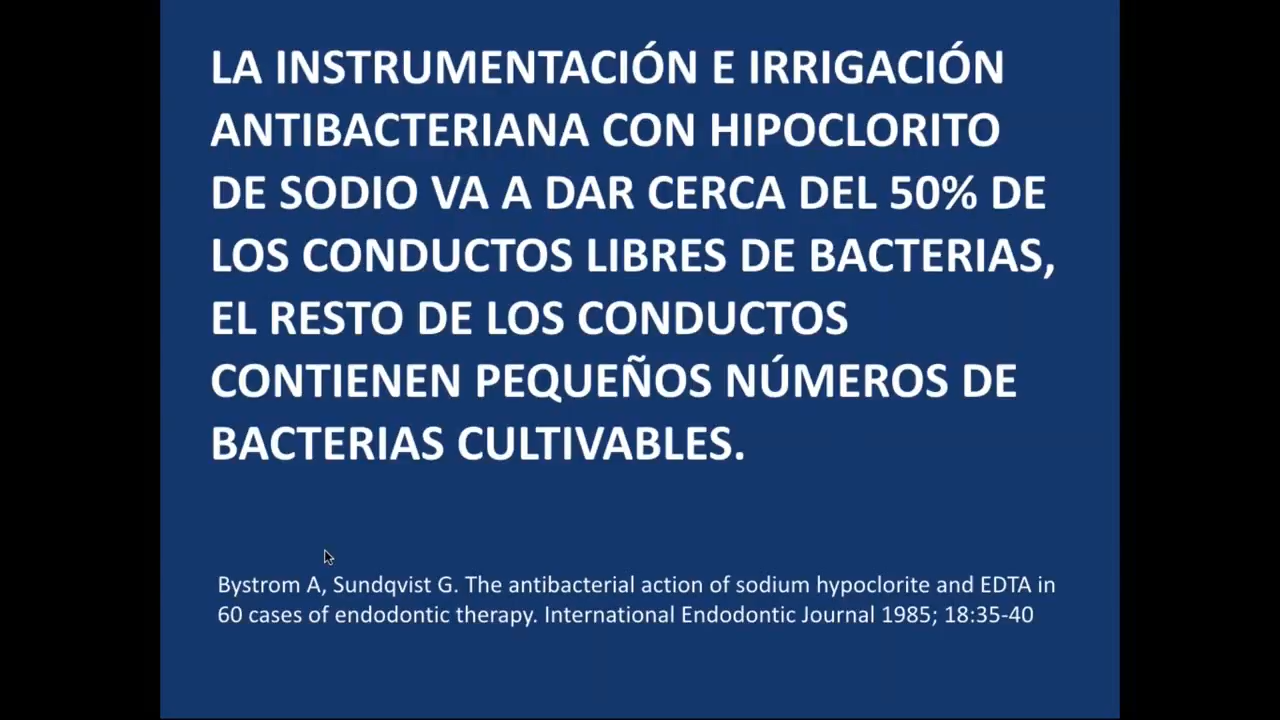 LA INSTRUMENTACIÓN E IRRIGACIÓN
ANTIBACTERIANA CON HIPOCLORITO
DE SODIO VA A DAR CERCA DEL 50% DE
LOS CONDUCTOS LIBRES DE BACTERIAS,
EL RESTO DE LOS CONDUCTOS
CONTIENEN PEQUEÑOS NÚMEROS DE
BACTERIAS CULTIVABLES.
Bystrom A, Sundqvist G. The antibacterial action of sodium hypoclorite and EDTA in
60 cases of endodontic therapy. International Endodontic Journal 1985; 18:35-40